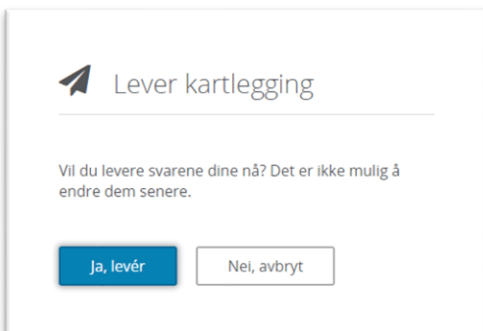 Lever kartlegging
Vil du levere svarene dine nå? Det er ikke mulig å
endre dem senere.
Ja, levér
Nei, avbryt